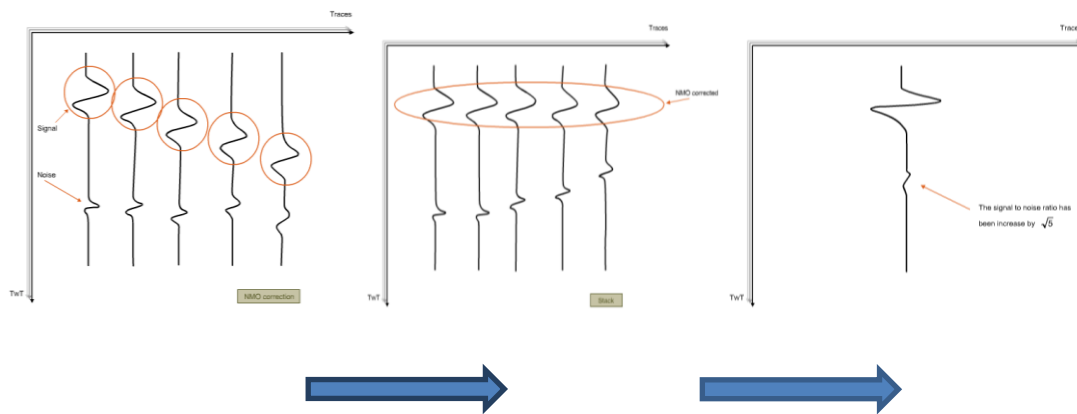 Traces
Signal
Noise
TwT
NMO correction
Traces
NMO corrected
TwT
Stack
Traces
The signal to noise ratio has
been increase by √5
TwT